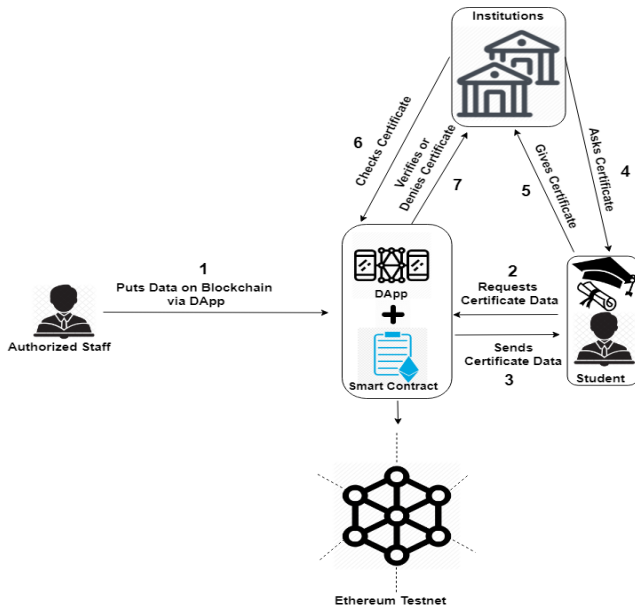 Institutions
6
Checks Certificate
Verifies or
Denies Certificate
7
Gives Certificate
5
Asks Certificate
4
1
Puts Data on Blockchain
via DApp
Authorized Staff
DApp
Smart Contract
2
Requests
Certificate Data
Sends
Certificate Data
3
Student
Ethereum Testnet